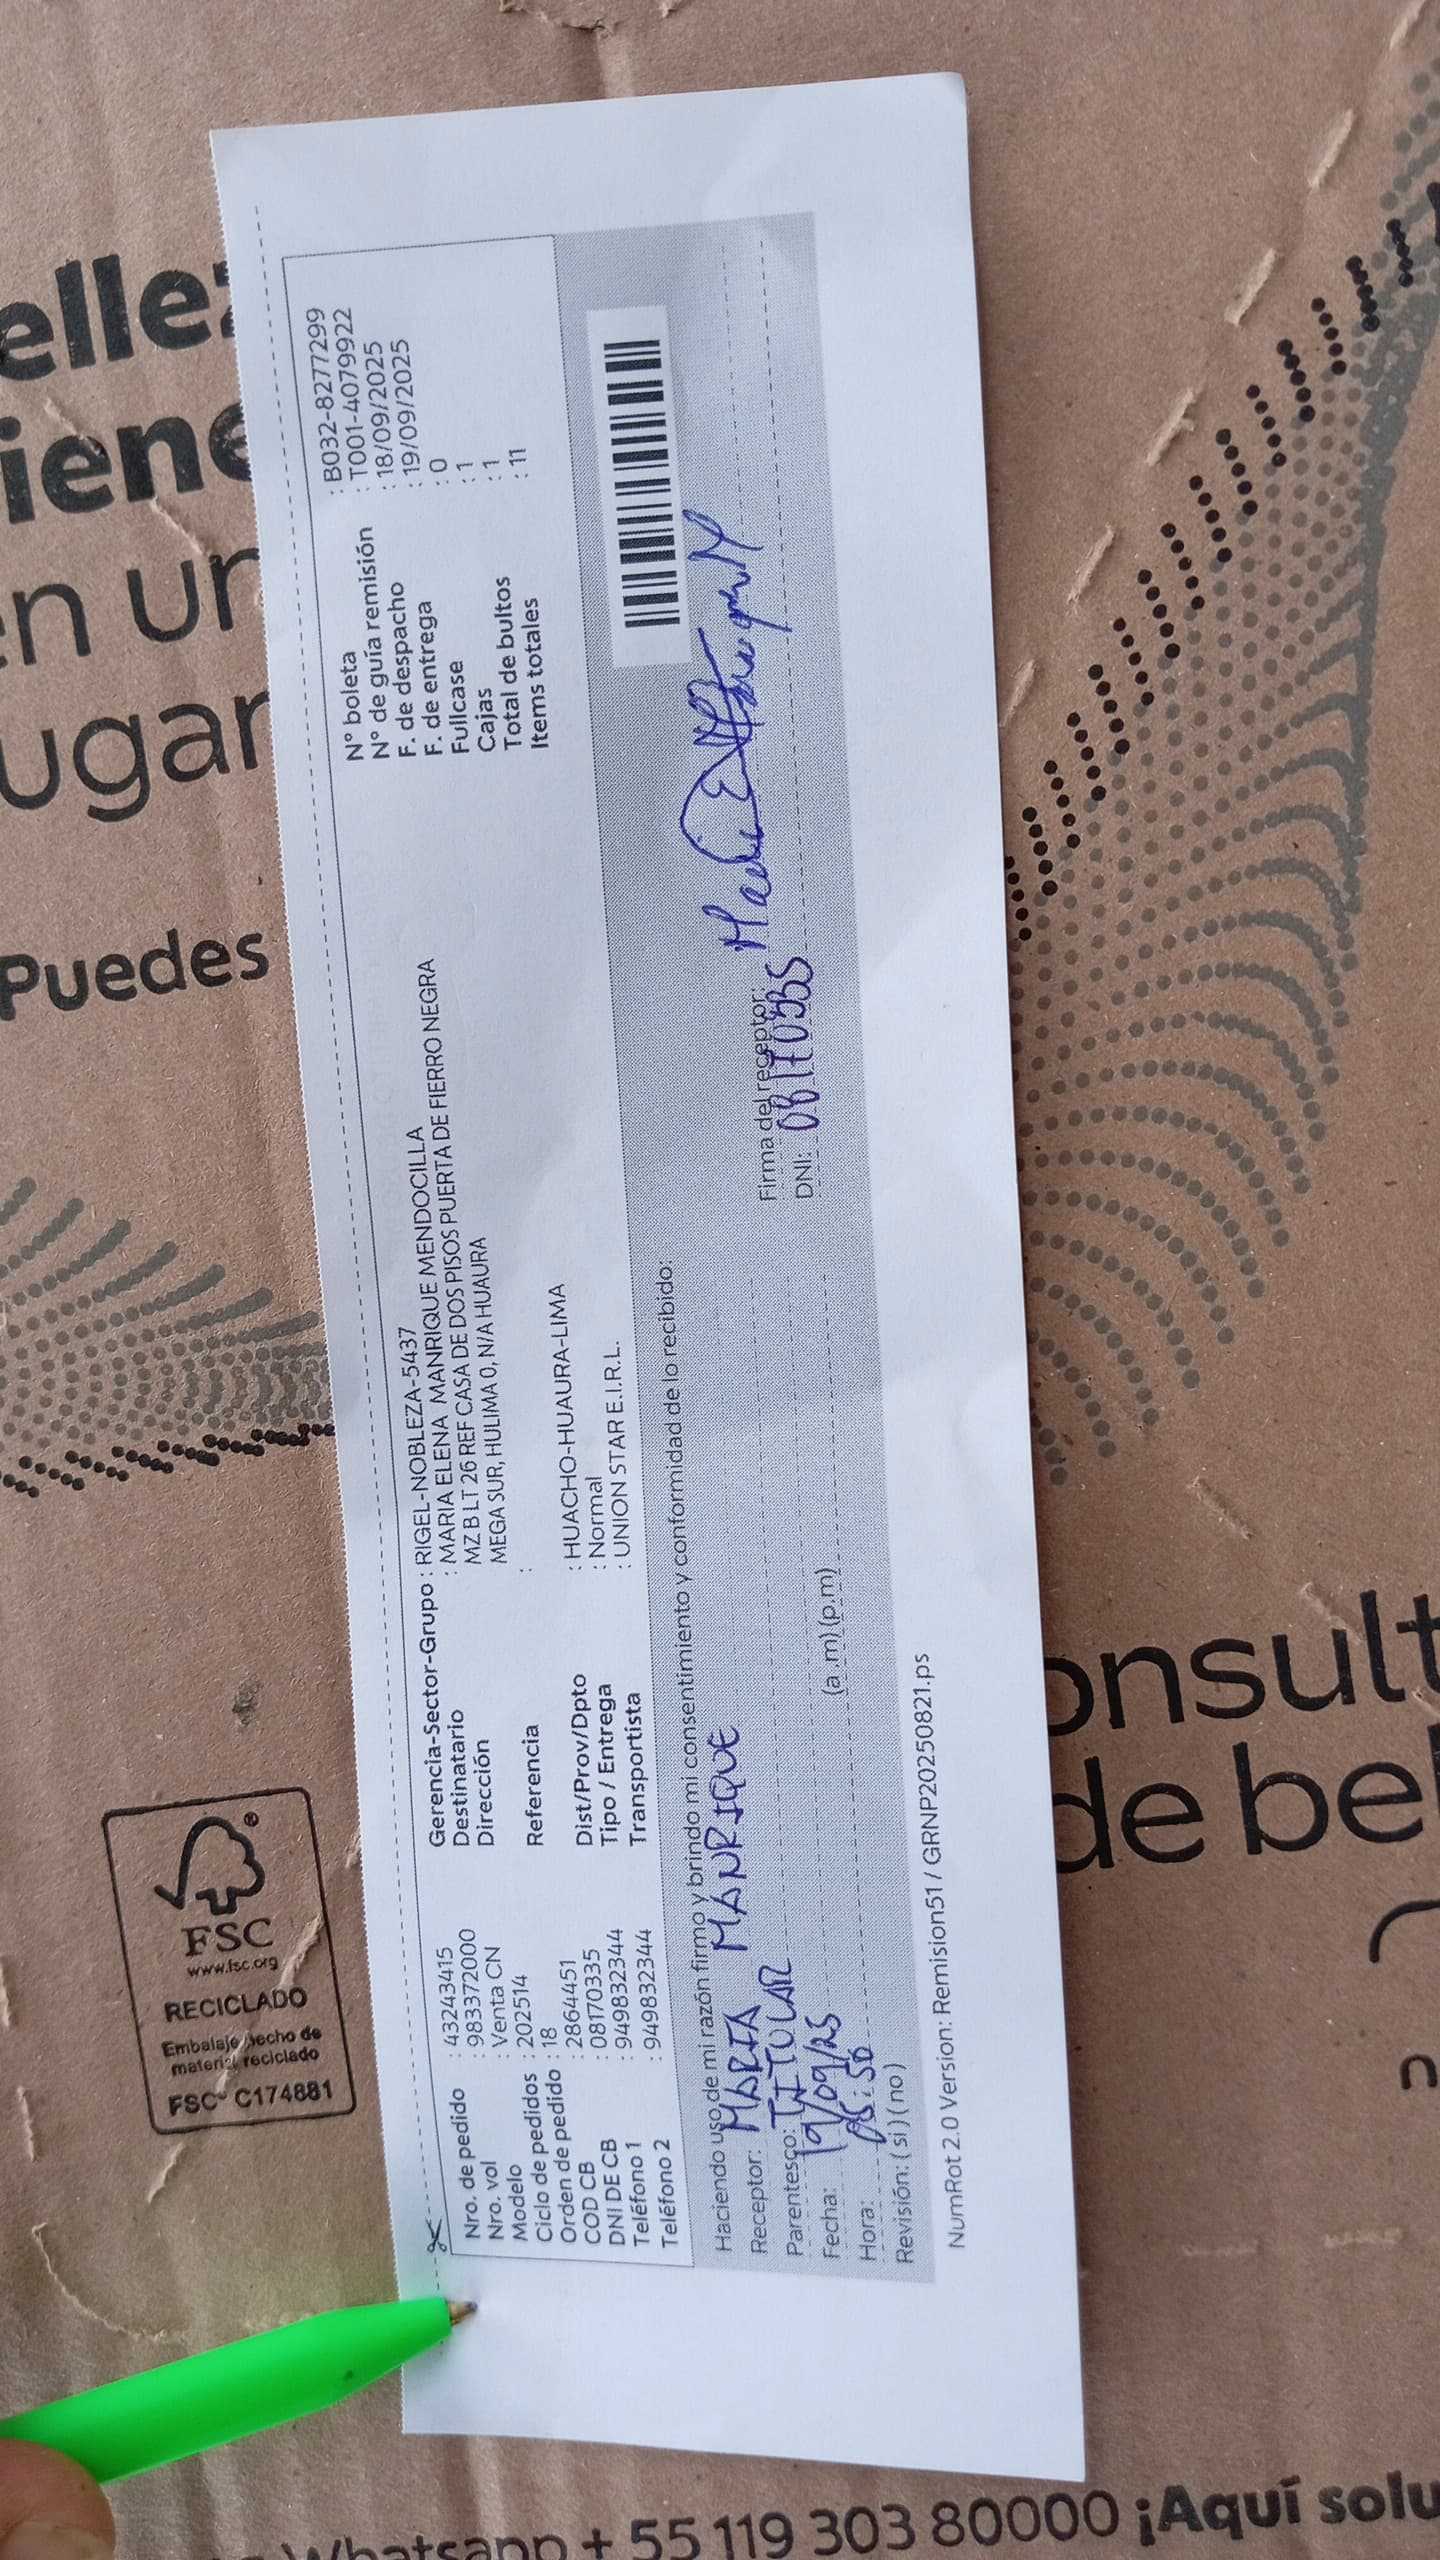 Nro. de pedido : 43243415
Nro. vol : 983372000
Modelo : Venta CN
Ciclo de pedidos : 202514
Orden de pedido : 18
COD CB : 2864451
DNI DE CB : 08170335
Teléfono 1 : 949832344
Teléfono 2 : 949832344
Gerencia-Sector-Grupo : RIGEL-NOBLEZA-5437
Destinatario : MARIA ELENA MANRIQUE MENDOCILLA
Dirección MZ B LT 26 REF CASA DE DOS PISOS PUERTA DE FIERRO NEGRA
MEGA SUR, HULIMA 0, N/A HUAURA
Referencia :
Dist/Prov/Dpto : HUACHO-HUAURA-LIMA
Tipo / Entrega : Normal
Transportista : UNION STAR E.I.R.L.
N° boleta : B032-8277299
N° de guía remisión : T001-4079922
F. de despacho : 18/09/2025
F. de entrega : 19/09/2025
Fullcase : 0
Cajas : 1
Total de bultos : 1
Items totales : 11
Haciendo uso de mi razón firmo y brindo mi consentimiento y conformidad de lo recibido:
Receptor: MARIA MANRIQUE
Parentesco: TITULAR
Fecha: 19/09/25
Hora: 05:50 (a.m) (p.m)
Revisión: ( si ) ( no )
Firma del receptor:
DNI:
NumRot 2.0 Version: Remision51 / GRNP20250821.ps
ellez
iene
en un
ugar
Puedes
FSC®
www.fsc.org
RECICLADO
Embalaje hecho de
material reciclado
FSC® C174881
onsult
de bel
Whatsapp + 55 119 303 80000 ¡Aquí solu